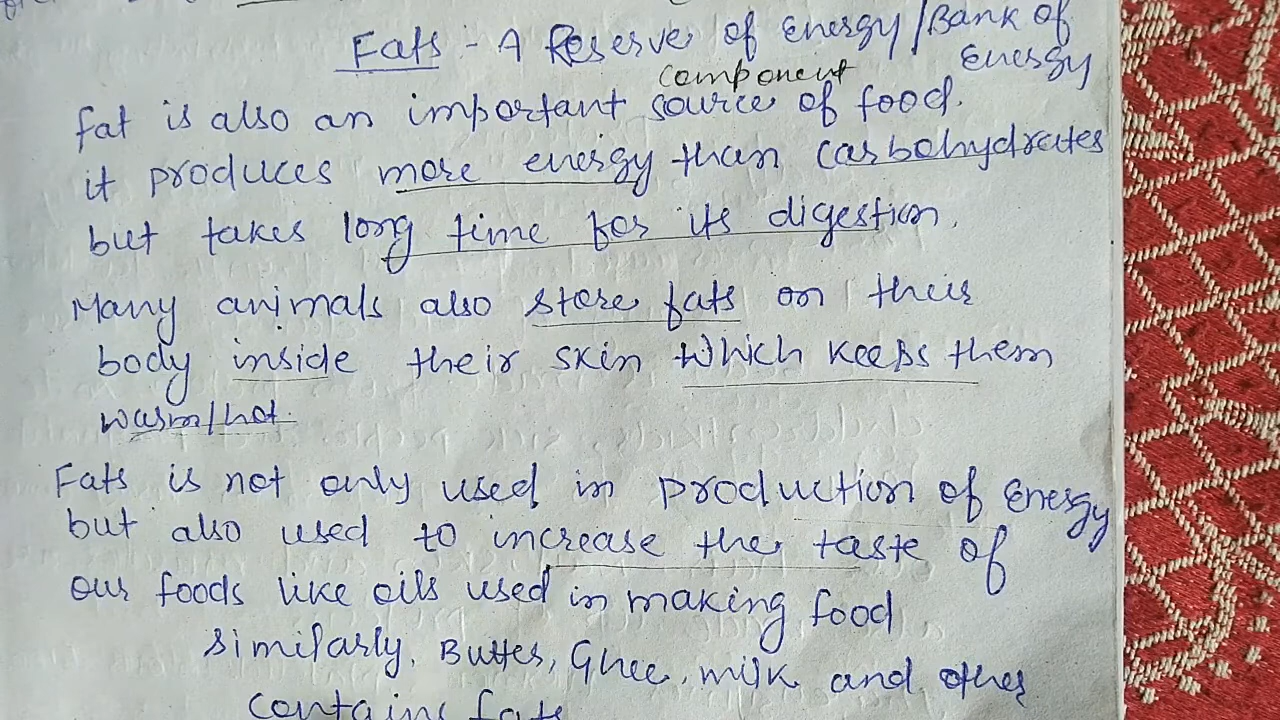 Fats - A Reserve of Energy/Bank of
Energy
component
fat is also an important source of food.
it produces more energy than carbohydrates
but takes long time for its digestion.
Many animals also store fats on their
body inside their skin which keeps them
warm/hot.
Fats is not only used in production of Energy
but also used to increase the taste of
our foods like oils used in making food
similarly, Butter, Ghee, milk and other
contains fats